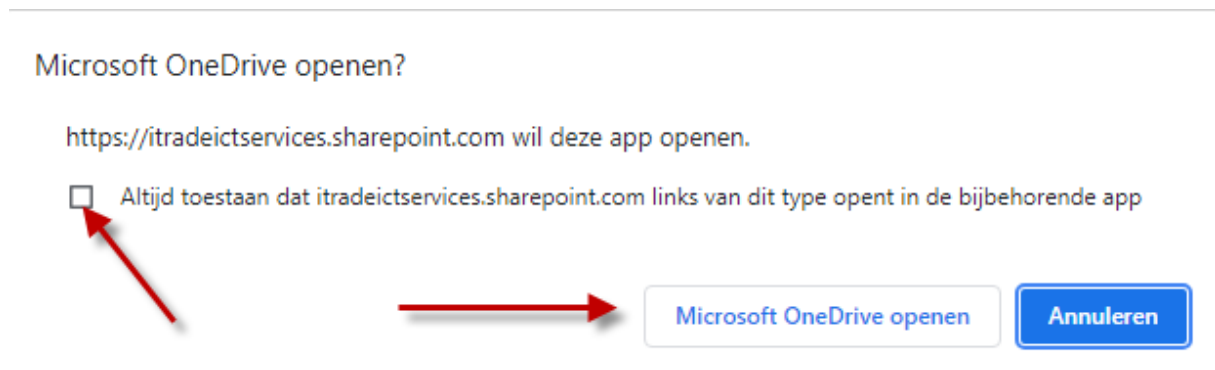 Microsoft OneDrive openen?
https://itradeictservices.sharepoint.com wil deze app openen.
Altijd toestaan dat itradeictservices.sharepoint.com links van dit type opent in de bijbehorende app
Microsoft OneDrive openen Annuleren